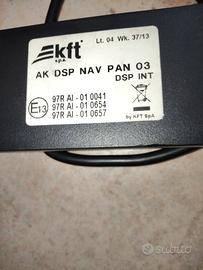 ekft
s.p.a.
Lt. 04 Wk. 37/13
AK DSP NAV PAN 03
DSP INT
E13
97R AI - 01 0041
97R AI - 01 0654
97R AI - 01 0657
by KFT SpA
subito